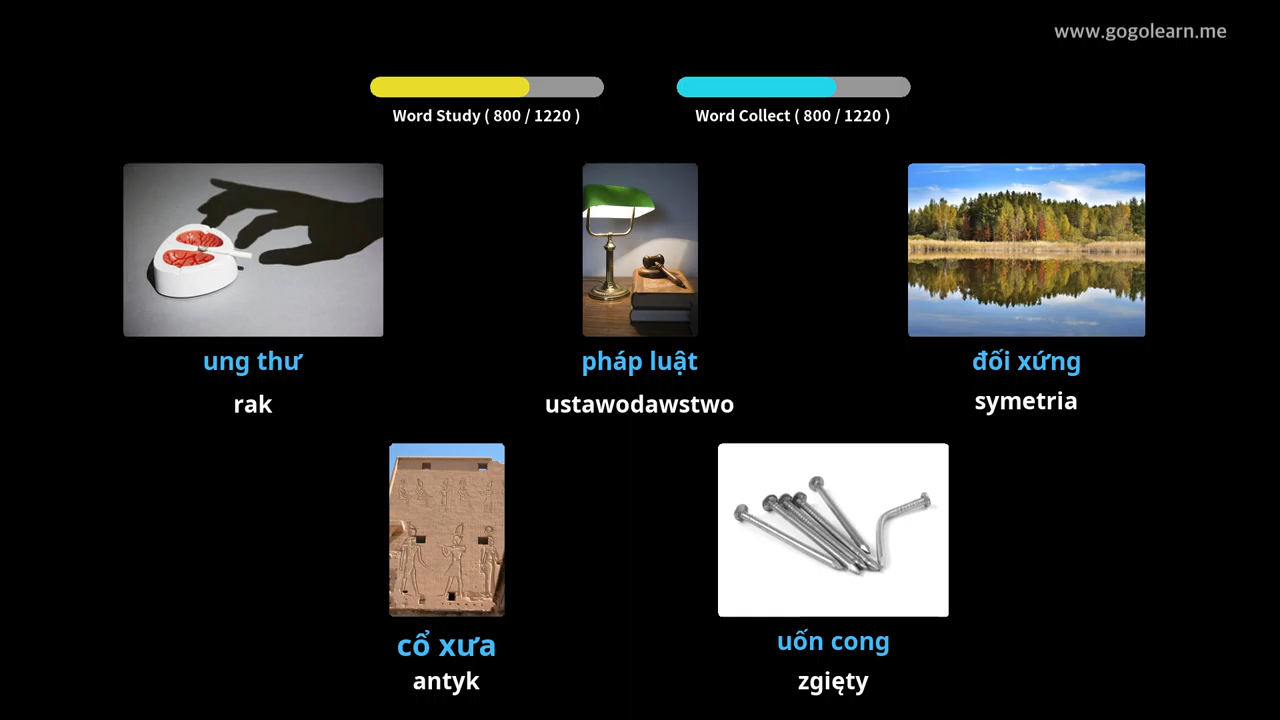 www.gogolearn.me
Word Study ( 800 / 1220 )
Word Collect ( 800 / 1220 )
ung thư
rak
pháp luật
ustawodawstwo
đối xứng
symetria
cổ xưa
antyk
uốn cong
zgięty